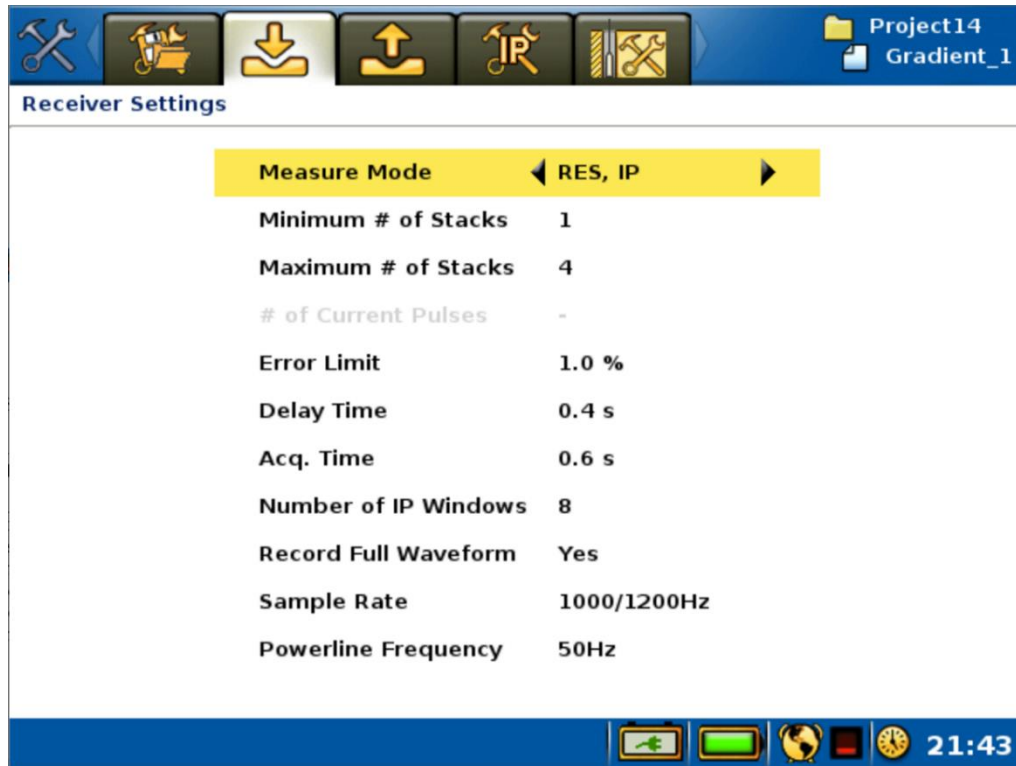 IR
Project14
Gradient_1
Receiver Settings
Measure Mode RES, IP
Minimum # of Stacks 1
Maximum # of Stacks 4
# of Current Pulses -
Error Limit 1.0 %
Delay Time 0.4 s
Acq. Time 0.6 s
Number of IP Windows 8
Record Full Waveform Yes
Sample Rate 1000/1200Hz
Powerline Frequency 50Hz
21:43